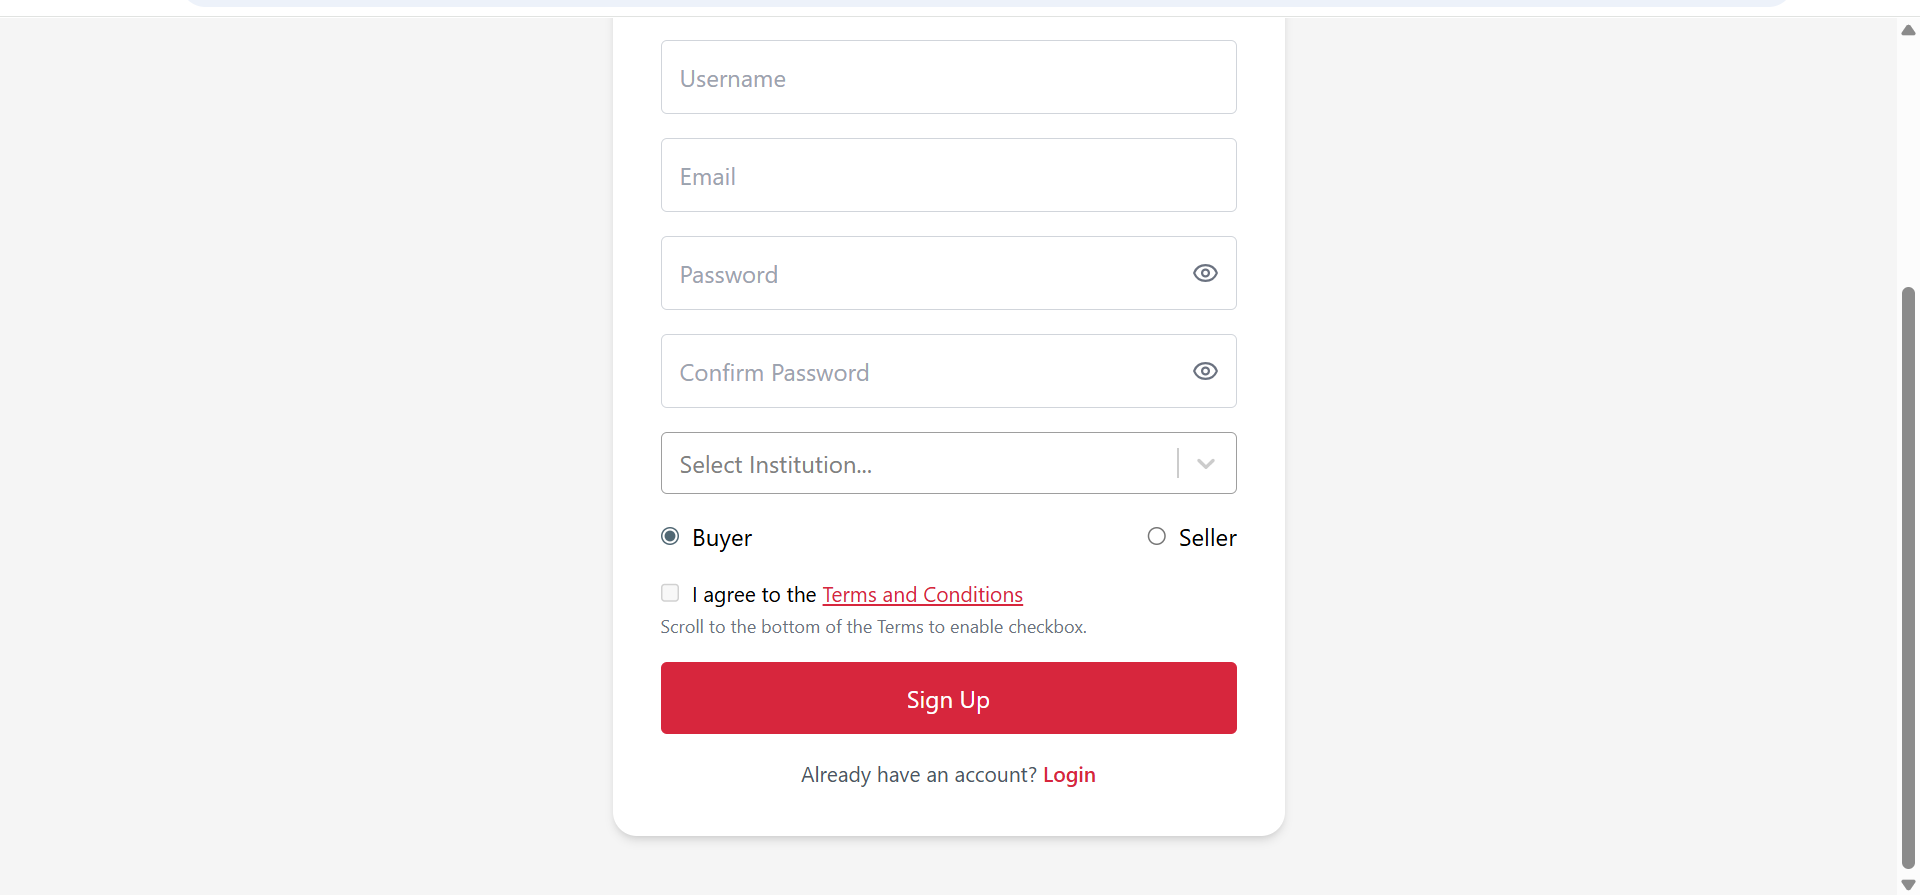 Username
Email
Password
Confirm Password
Select Institution...
Buyer Seller
I agree to the Terms and Conditions
Scroll to the bottom of the Terms to enable checkbox.
Sign Up
Already have an account? Login